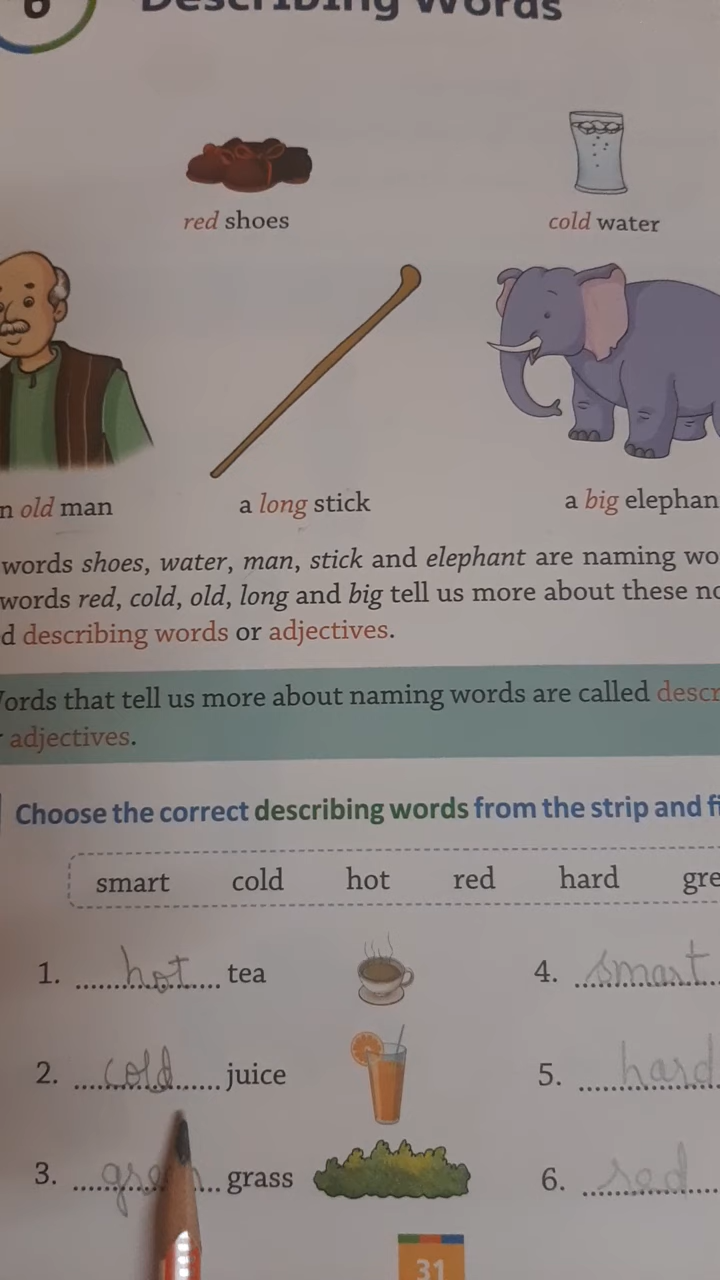 6 Describing Words
red shoes
cold water
n old man
a long stick
a big elephan
words shoes, water, man, stick and elephant are naming wo
words red, cold, old, long and big tell us more about these no
d describing words or adjectives.
ords that tell us more about naming words are called descr
adjectives.
Choose the correct describing words from the strip and fi
smart cold hot red hard gre
1. hot tea
2. cold juice
3. grass
4. smart
5. hard
6. red
31